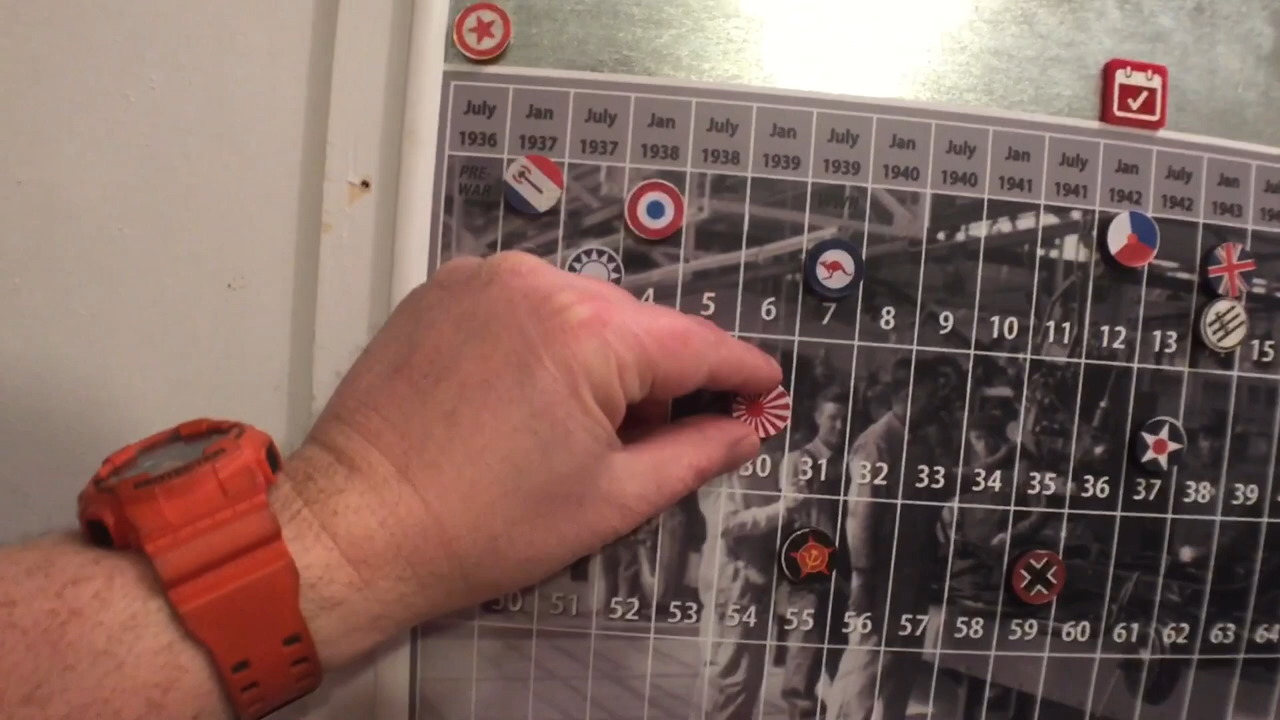 July Jan July Jan July Jan July Jan July Jan July Jan July Jan
1936 1937 1937 1938 1938 1939 1939 1940 1940 1941 1941 1942 1942 1943
PRE-
WAR
WWII
4 5 6 7 8 9 10 11 12 13 15
30 31 32 33 34 35 36 37 38 39
50 51 52 53 54 55 56 57 58 59 60 61 62 63 64